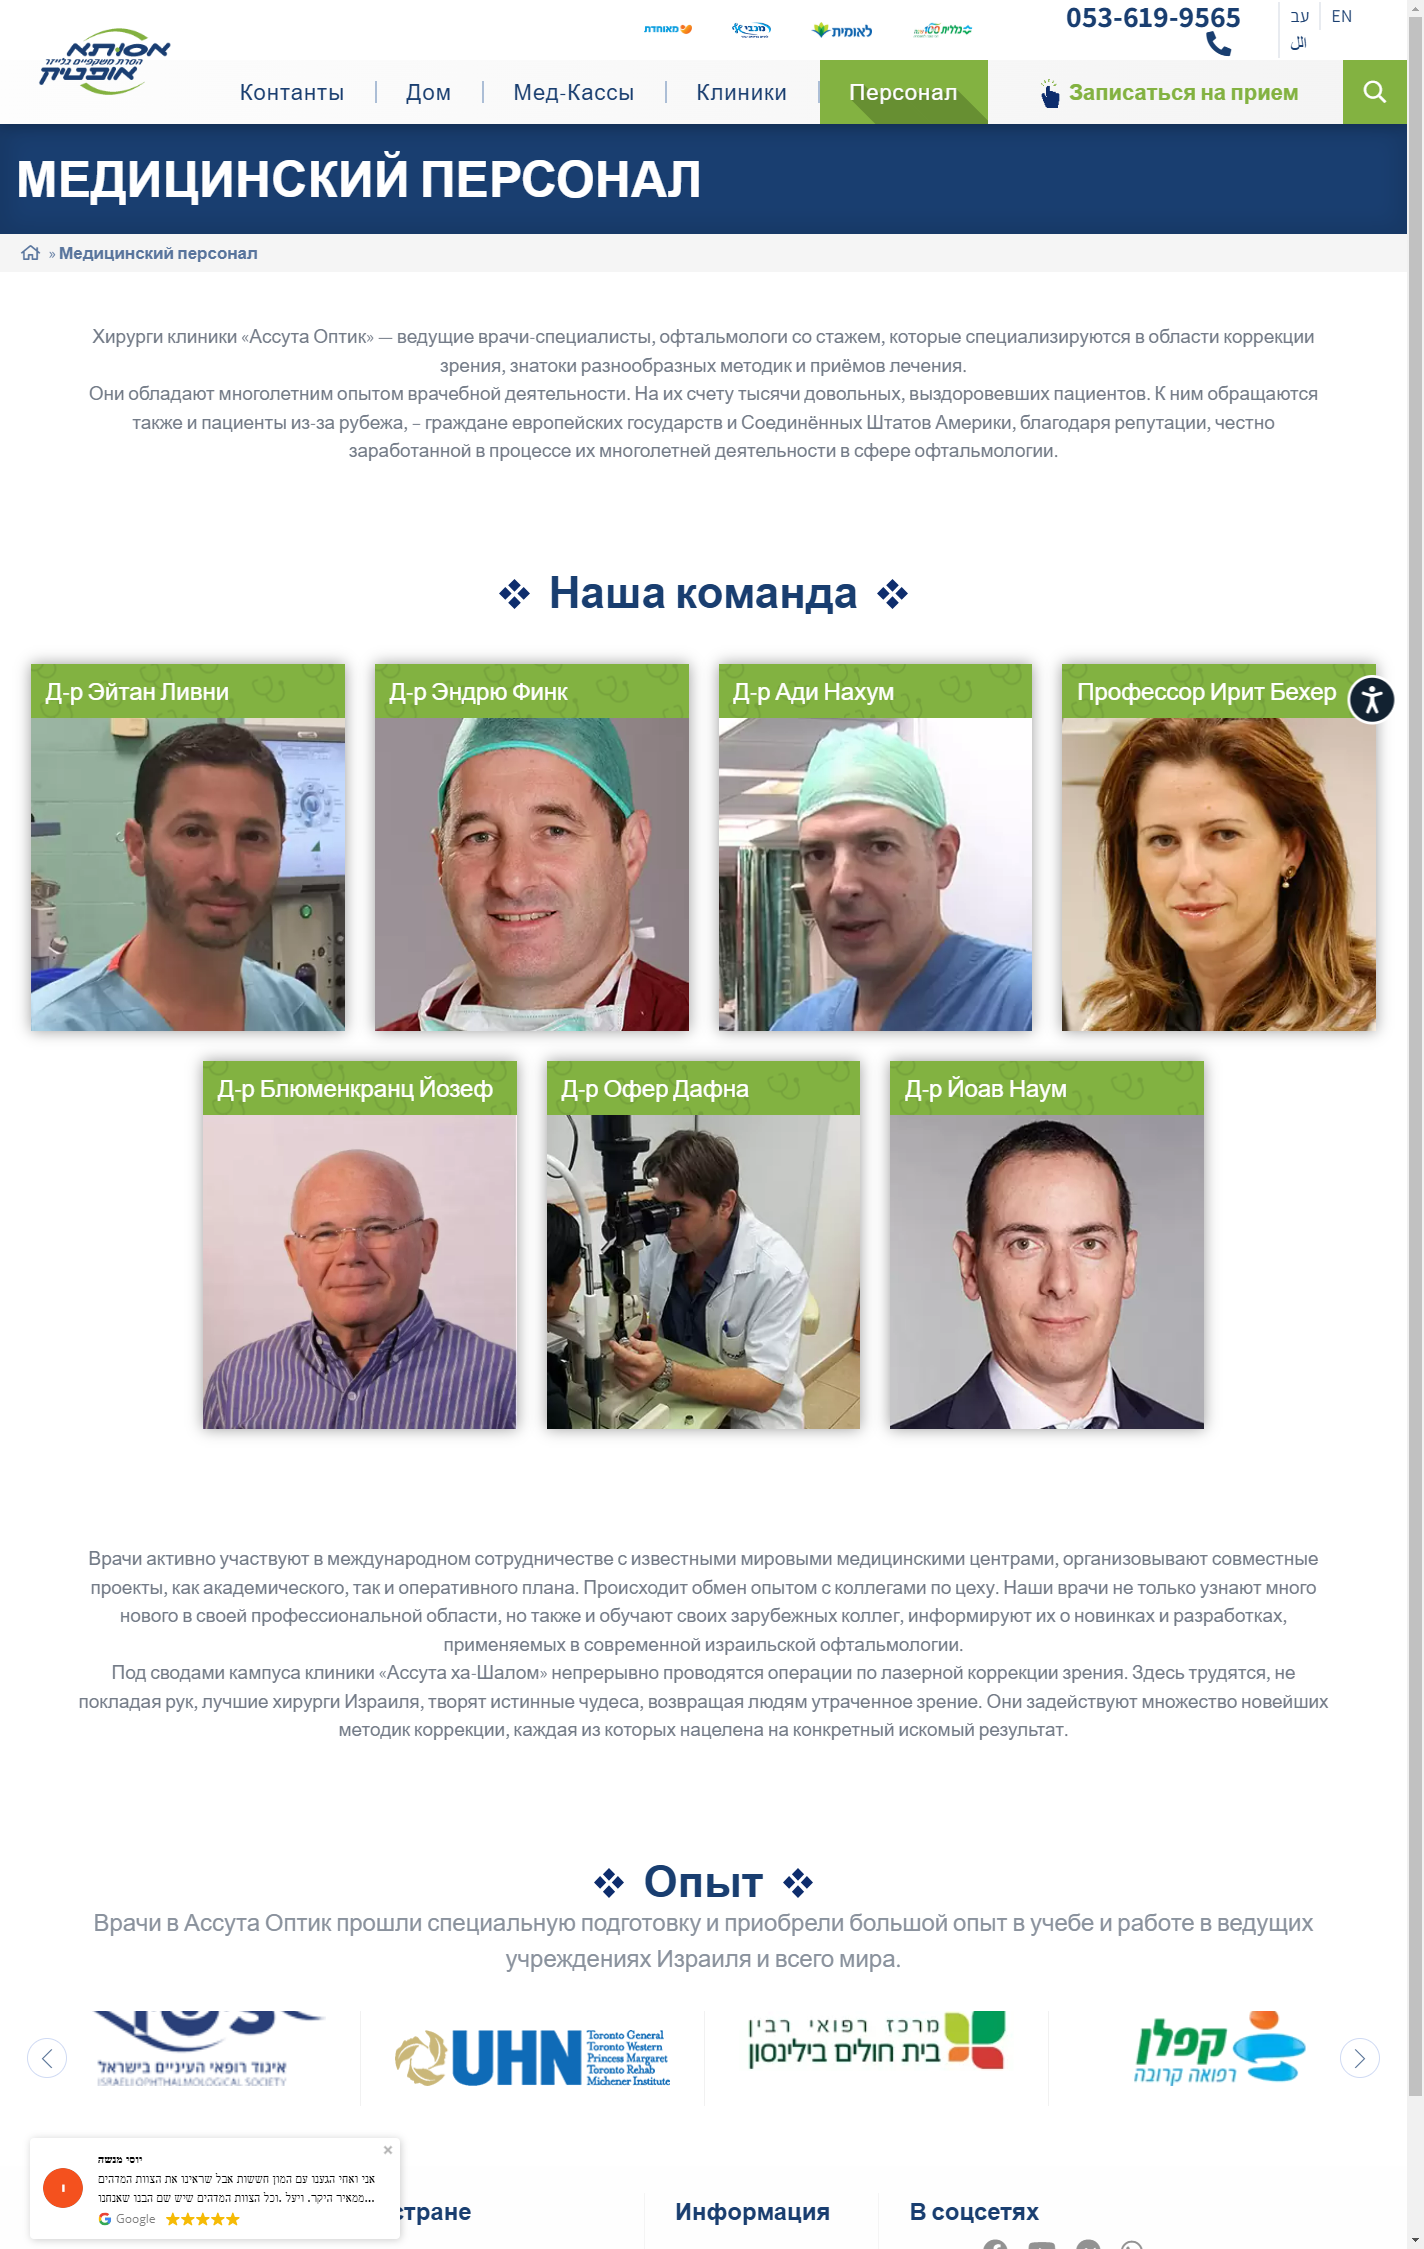 אסותא
הסרת משקפיים בלייזר
אופטיק
מאוחדת
מכבי
לאומית
כללית
053-619-9565
עב
EN
الل
Контанты
Дом
Мед-Кассы
Клиники
Персонал
Записаться на прием
МЕДИЦИНСКИЙ ПЕРСОНАЛ
» Медицинский персонал
Хирурги клиники «Ассута Оптик» — ведущие врачи-специалисты, офтальмологи со стажем, которые специализируются в области коррекции
зрения, знатоки разнообразных методик и приёмов лечения.
Они обладают многолетним опытом врачебной деятельности. На их счету тысячи довольных, выздоровевших пациентов. К ним обращаются
также и пациенты из-за рубежа, – граждане европейских государств и Соединённых Штатов Америки, благодаря репутации, честно
заработанной в процессе их многолетней деятельности в сфере офтальмологии.
Наша команда
Д-р Эйтан Ливни
Д-р Эндрю Финк
Д-р Ади Нахум
Профессор Ирит Бехер
Д-р Блюменкранц Йозеф
Д-р Офер Дафна
Д-р Йоав Наум
Врачи активно участвуют в международном сотрудничестве с известными мировыми медицинскими центрами, организовывают совместные
проекты, как академического, так и оперативного плана. Происходит обмен опытом с коллегами по цеху. Наши врачи не только узнают много
нового в своей профессиональной области, но также и обучают своих зарубежных коллег, информируют их о новинках и разработках,
применяемых в современной израильской офтальмологии.
Под сводами кампуса клиники «Ассута ха-Шалом» непрерывно проводятся операции по лазерной коррекции зрения. Здесь трудятся, не
покладая рук, лучшие хирурги Израиля, творят истинные чудеса, возвращая людям утраченное зрение. Они задействуют множество новейших
методик коррекции, каждая из которых нацелена на конкретный искомый результат.
Опыт
Врачи в Ассута Оптик прошли специальную подготовку и приобрели большой опыт в учебе и работе в ведущих
учреждениях Израиля и всего мира.
איגוד רופאי העיניים בישראל
ISRAELI OPHTHALMOLOGICAL SOCIETY
UHN
Toronto General
Toronto Western
Princess Margaret
Toronto Rehab
Michener Institute
מרכז רפואי רבין
בית חולים בילינסון
קפלן
רפואה קרובה
יוסי מנשה
אני ואחי הגענו עם המון חששות אבל שראינו את הצוות המדהים
ממאיר היקר. ויעל .וכל הצוות המדהים שיש שם הבנו שאנחנו...
Google
стране
Информация
В соцсетях